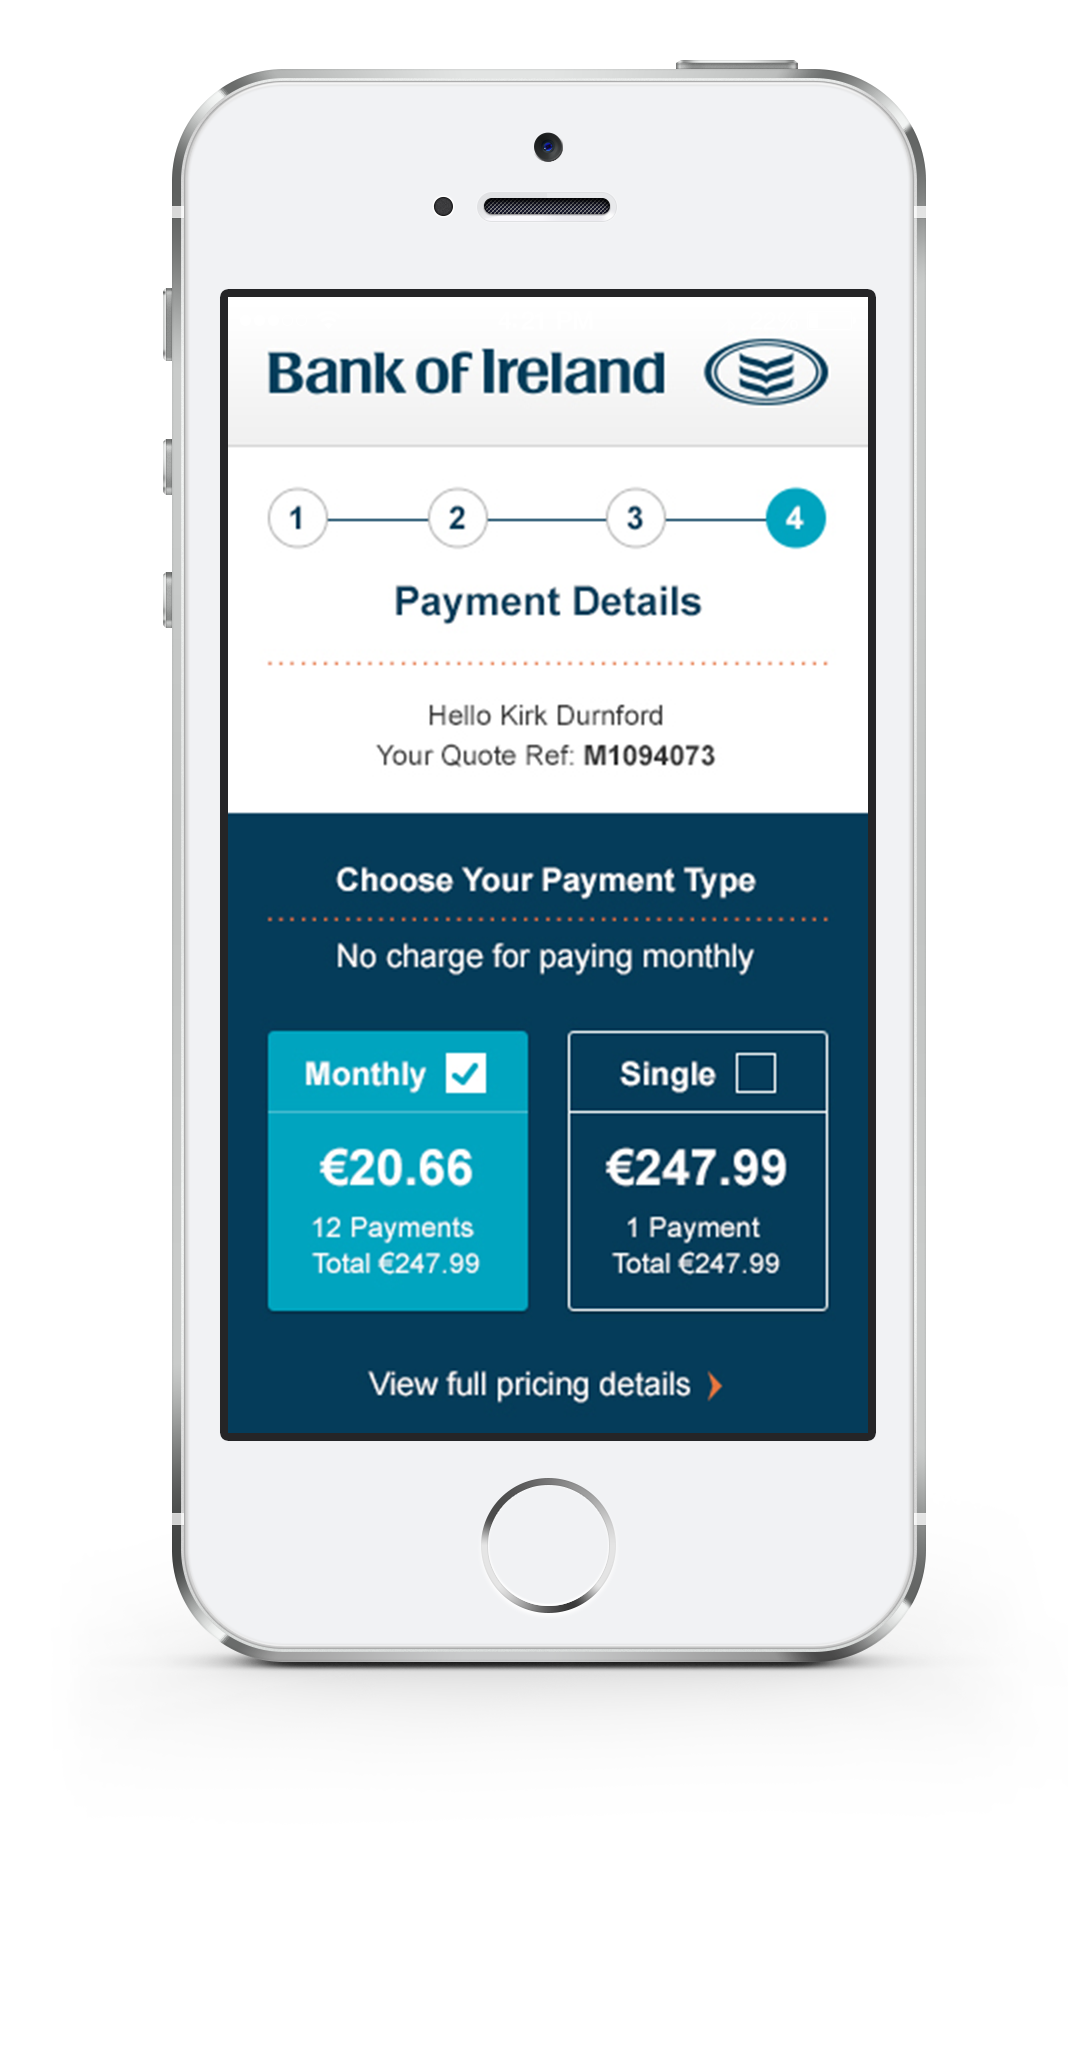 Bank of Ireland
1 2 3 4
Payment Details
Hello Kirk Durnford
Your Quote Ref: M1094073
Choose Your Payment Type
No charge for paying monthly
Monthly
€20.66
12 Payments
Total €247.99
Single
€247.99
1 Payment
Total €247.99
View full pricing details